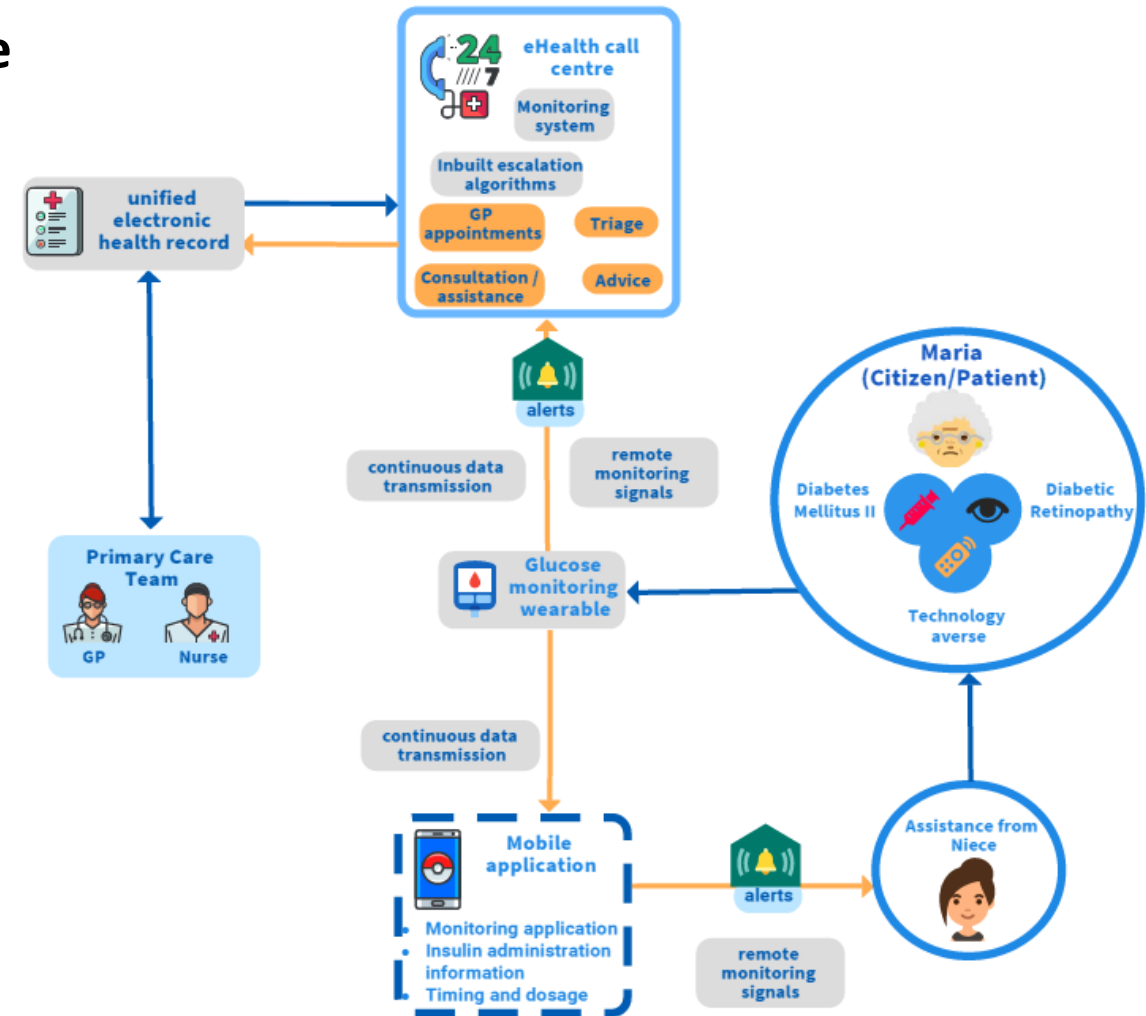 e
24
7
eHealth call
centre
Monitoring
system
Inbuilt escalation
algorithms
GP
appointments
Triage
Consultation /
assistance
Advice
unified
electronic
health record
alerts
continuous data
transmission
remote
monitoring
signals
Maria
(Citizen/Patient)
Diabetes
Mellitus II
Diabetic
Retinopathy
Technology
averse
Primary Care
Team
GP
Nurse
Glucose
monitoring
wearable
continuous data
transmission
Mobile
application
• Monitoring application
• Insulin administration
information
• Timing and dosage
alerts
remote
monitoring
signals
Assistance from
Niece